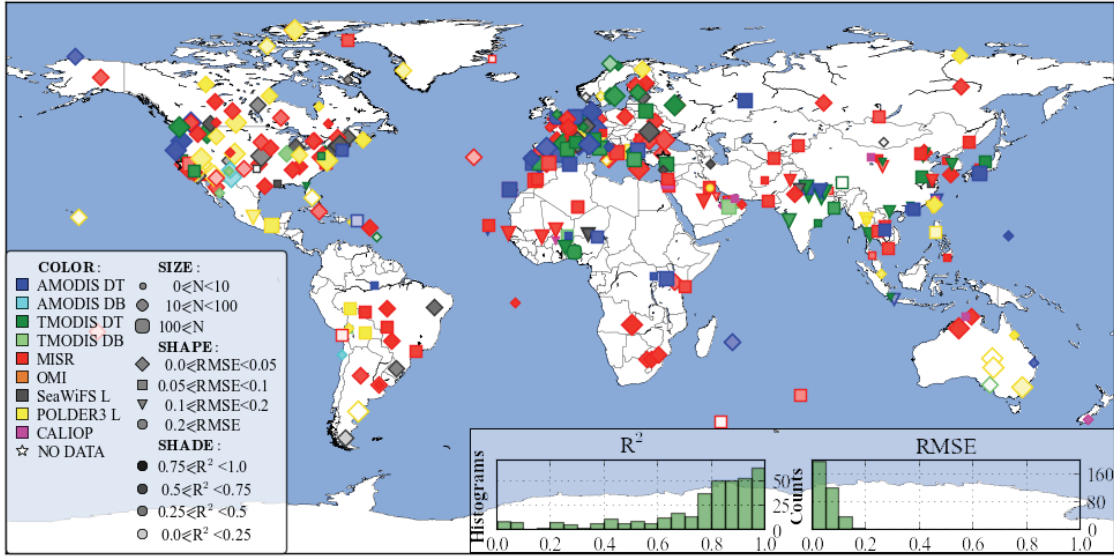 COLOR:
AMODIS DT
AMODIS DB
TMODIS DT
TMODIS DB
MISR
OMI
SeaWiFS L
POLDER3 L
CALIOP
NO DATA
SIZE:
0⩽N<10
10⩽N<100
100⩽N
SHAPE:
0.0⩽RMSE<0.05
0.05⩽RMSE<0.1
0.1⩽RMSE<0.2
0.2⩽RMSE
SHADE:
0.75⩽R² <1.0
0.5⩽R² <0.75
0.25⩽R² <0.5
0.0⩽R² <0.25
R²
Histograms
50
25
0
0.0 0.2 0.4 0.6 0.8 1.0
RMSE
Counts
160
80
0
0.0 0.2 0.4 0.6 0.8 1.0